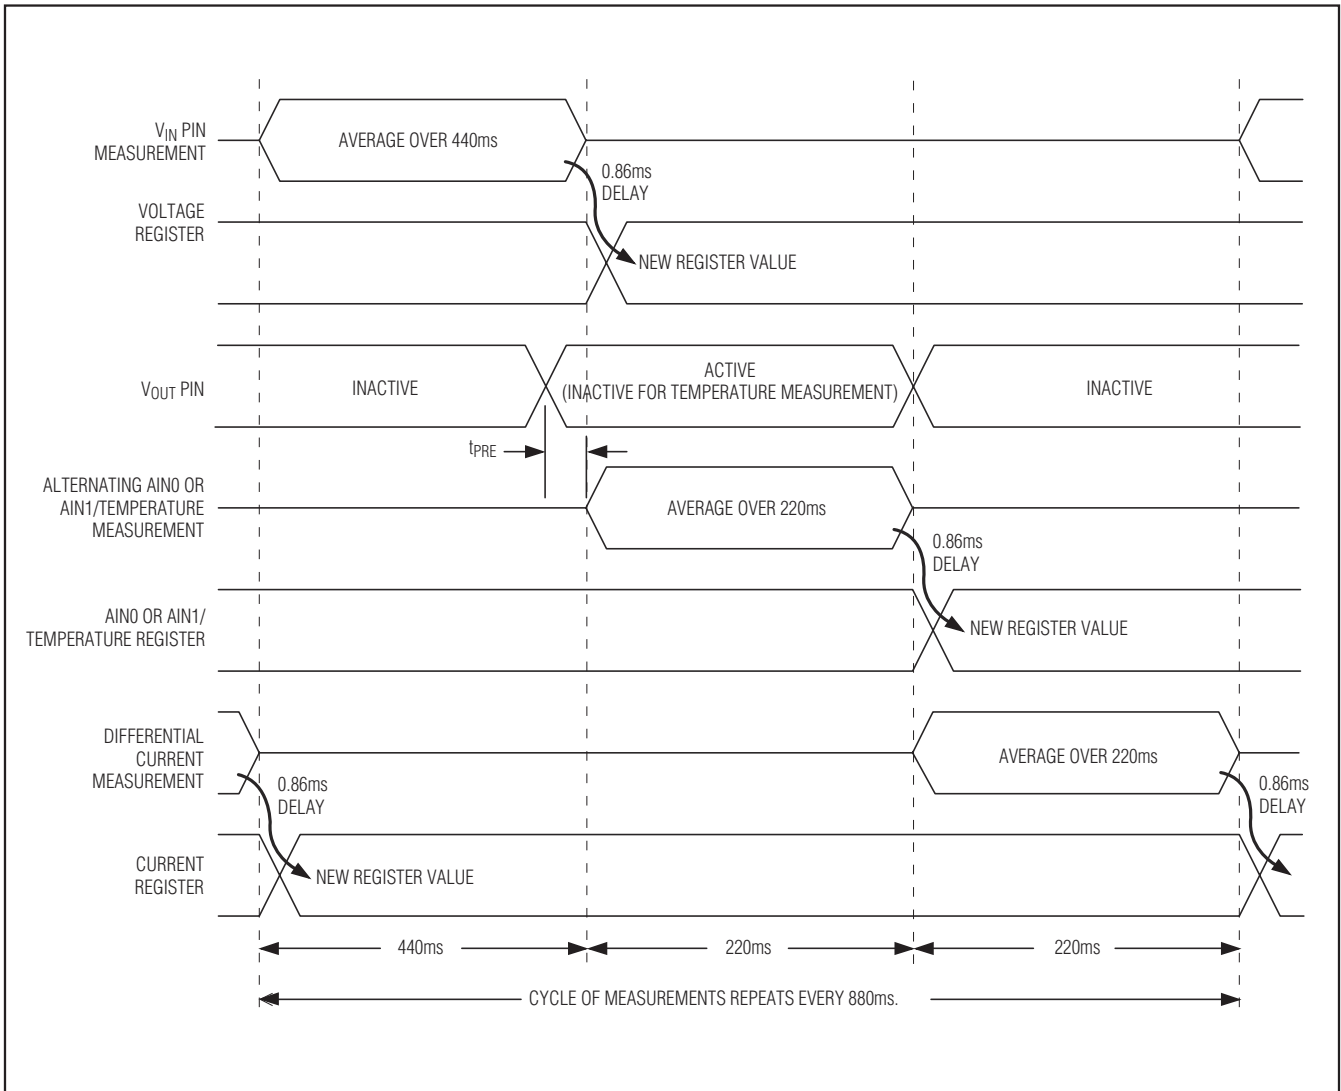 VIN PIN
MEASUREMENT
AVERAGE OVER 440ms
0.86ms
DELAY
VOLTAGE
REGISTER
NEW REGISTER VALUE
VOUT PIN
INACTIVE
ACTIVE
(INACTIVE FOR TEMPERATURE MEASUREMENT)
INACTIVE
tPRE
ALTERNATING AIN0 OR
AIN1/TEMPERATURE
MEASUREMENT
AVERAGE OVER 220ms
0.86ms
DELAY
AIN0 OR AIN1/
TEMPERATURE REGISTER
NEW REGISTER VALUE
DIFFERENTIAL
CURRENT
MEASUREMENT
0.86ms
DELAY
AVERAGE OVER 220ms
0.86ms
DELAY
CURRENT
REGISTER
NEW REGISTER VALUE
440ms
220ms
220ms
CYCLE OF MEASUREMENTS REPEATS EVERY 880ms.